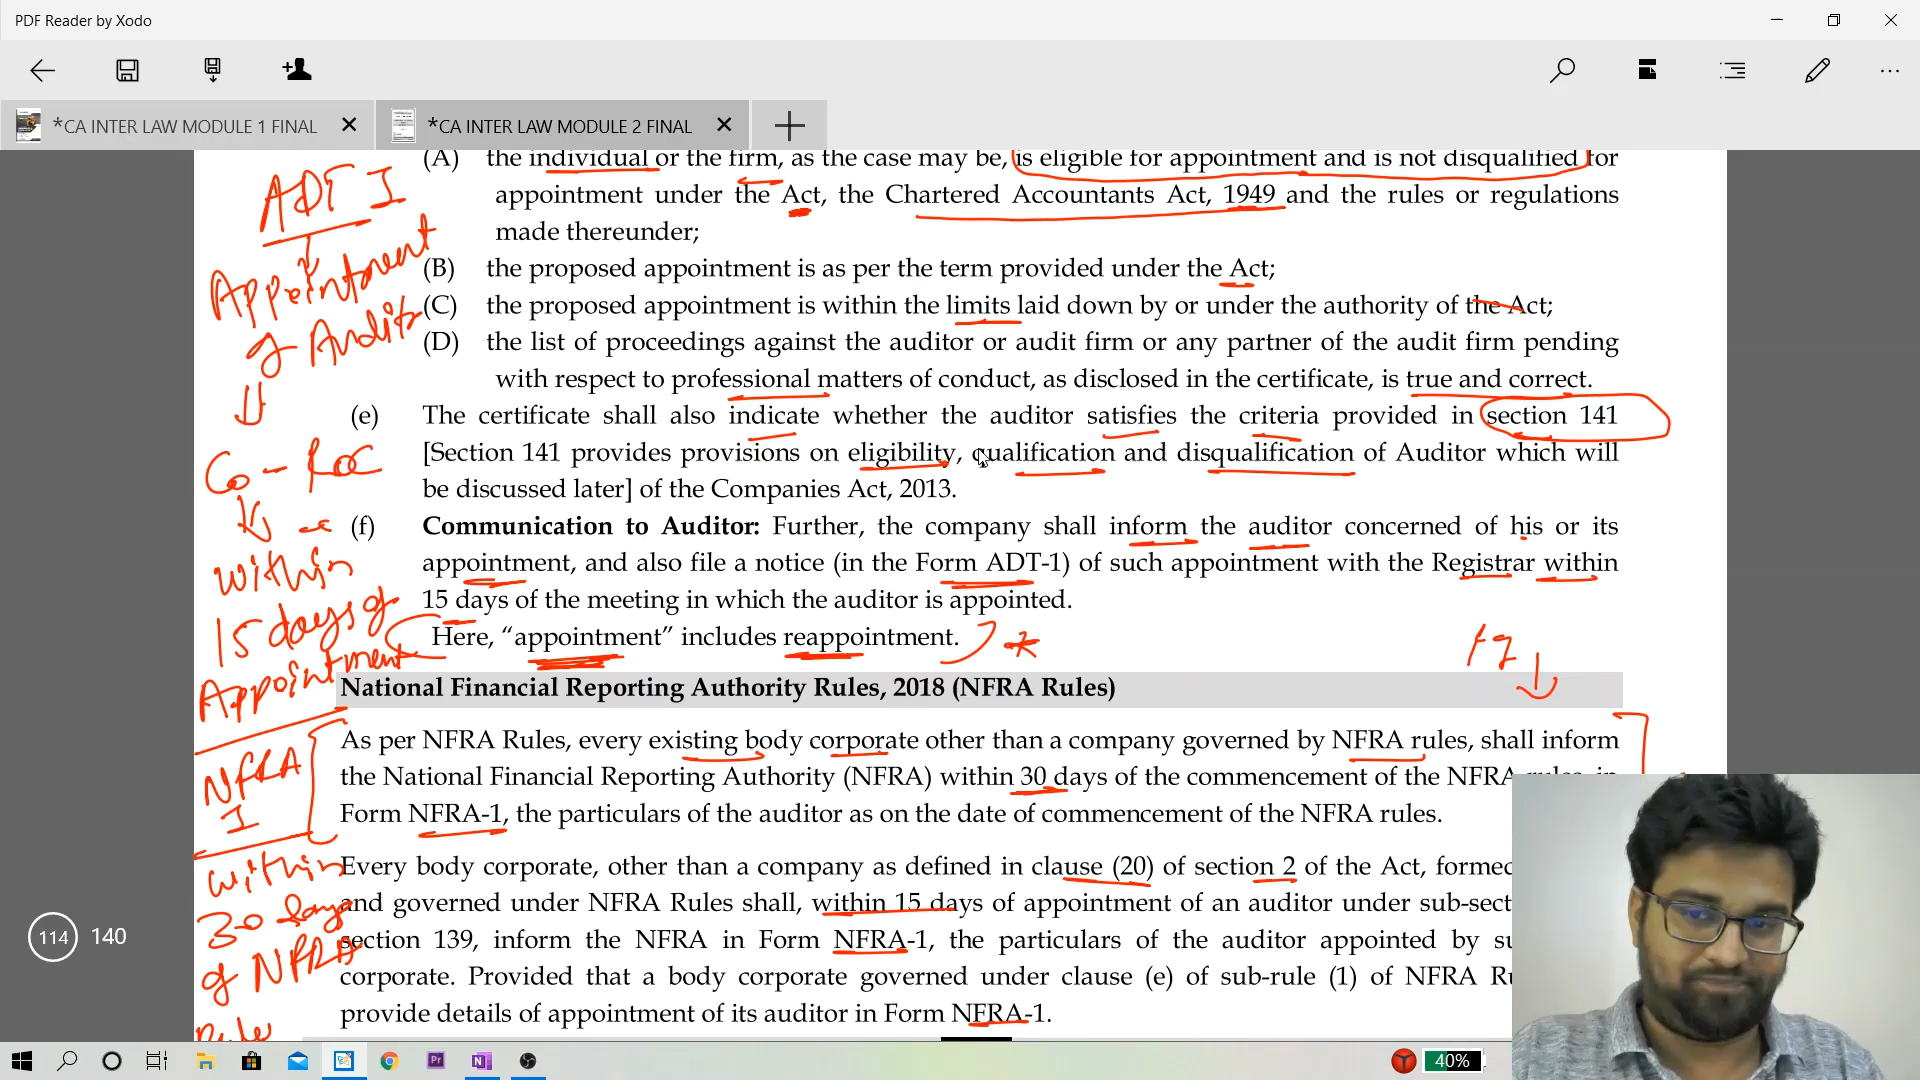 PDF Reader by Xodo
*CA INTER LAW MODULE 1 FINAL
*CA INTER LAW MODULE 2 FINAL
(A) the individual or the firm, as the case may be, is eligible for appointment and is not disqualified for
appointment under the Act, the Chartered Accountants Act, 1949 and the rules or regulations
made thereunder;
(B) the proposed appointment is as per the term provided under the Act;
(C) the proposed appointment is within the limits laid down by or under the authority of the Act;
(D) the list of proceedings against the auditor or audit firm or any partner of the audit firm pending
with respect to professional matters of conduct, as disclosed in the certificate, is true and correct.
(e) The certificate shall also indicate whether the auditor satisfies the criteria provided in section 141
[Section 141 provides provisions on eligibility, qualification and disqualification of Auditor which will
be discussed later] of the Companies Act, 2013.
(f) Communication to Auditor: Further, the company shall inform the auditor concerned of his or its
appointment, and also file a notice (in the Form ADT-1) of such appointment with the Registrar within
15 days of the meeting in which the auditor is appointed.
Here, “appointment” includes reappointment.
National Financial Reporting Authority Rules, 2018 (NFRA Rules)
As per NFRA Rules, every existing body corporate other than a company governed by NFRA rules, shall inform
the National Financial Reporting Authority (NFRA) within 30 days of the commencement of the NFRA rules, in
Form NFRA-1, the particulars of the auditor as on the date of commencement of the NFRA rules.
Every body corporate, other than a company as defined in clause (20) of section 2 of the Act, formed
and governed under NFRA Rules shall, within 15 days of appointment of an auditor under sub-sect
section 139, inform the NFRA in Form NFRA-1, the particulars of the auditor appointed by su
corporate. Provided that a body corporate governed under clause (e) of sub-rule (1) of NFRA Ru
provide details of appointment of its auditor in Form NFRA-1.
ADT I
Appointment
of Auditor
Co - ROC
within
15 days of
Appointment
NFRA
I
within
30 days
of NFRA
Rule
114 140
40%